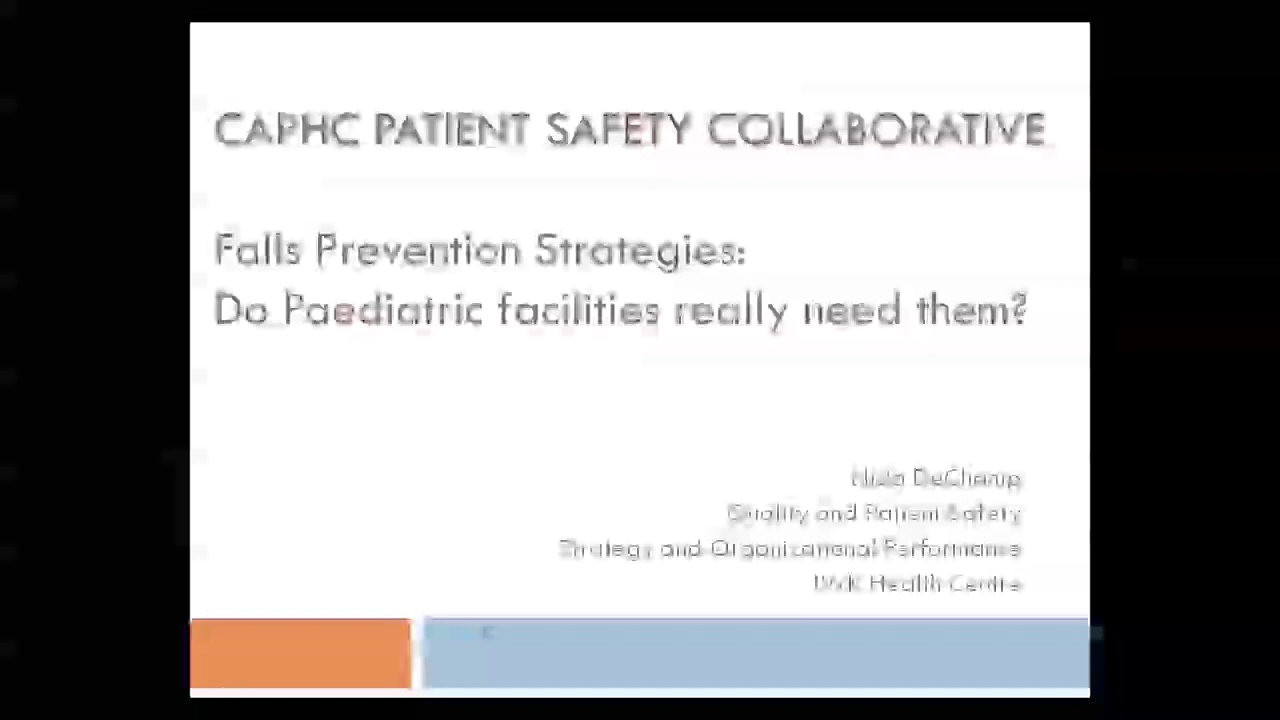 CAPHC PATIENT SAFETY COLLABORATIVE
Falls Prevention Strategies:
Do Paediatric facilities really need them?
Quality and Patient Safety
Strategy and Organizational Performance
IWK Health Centre